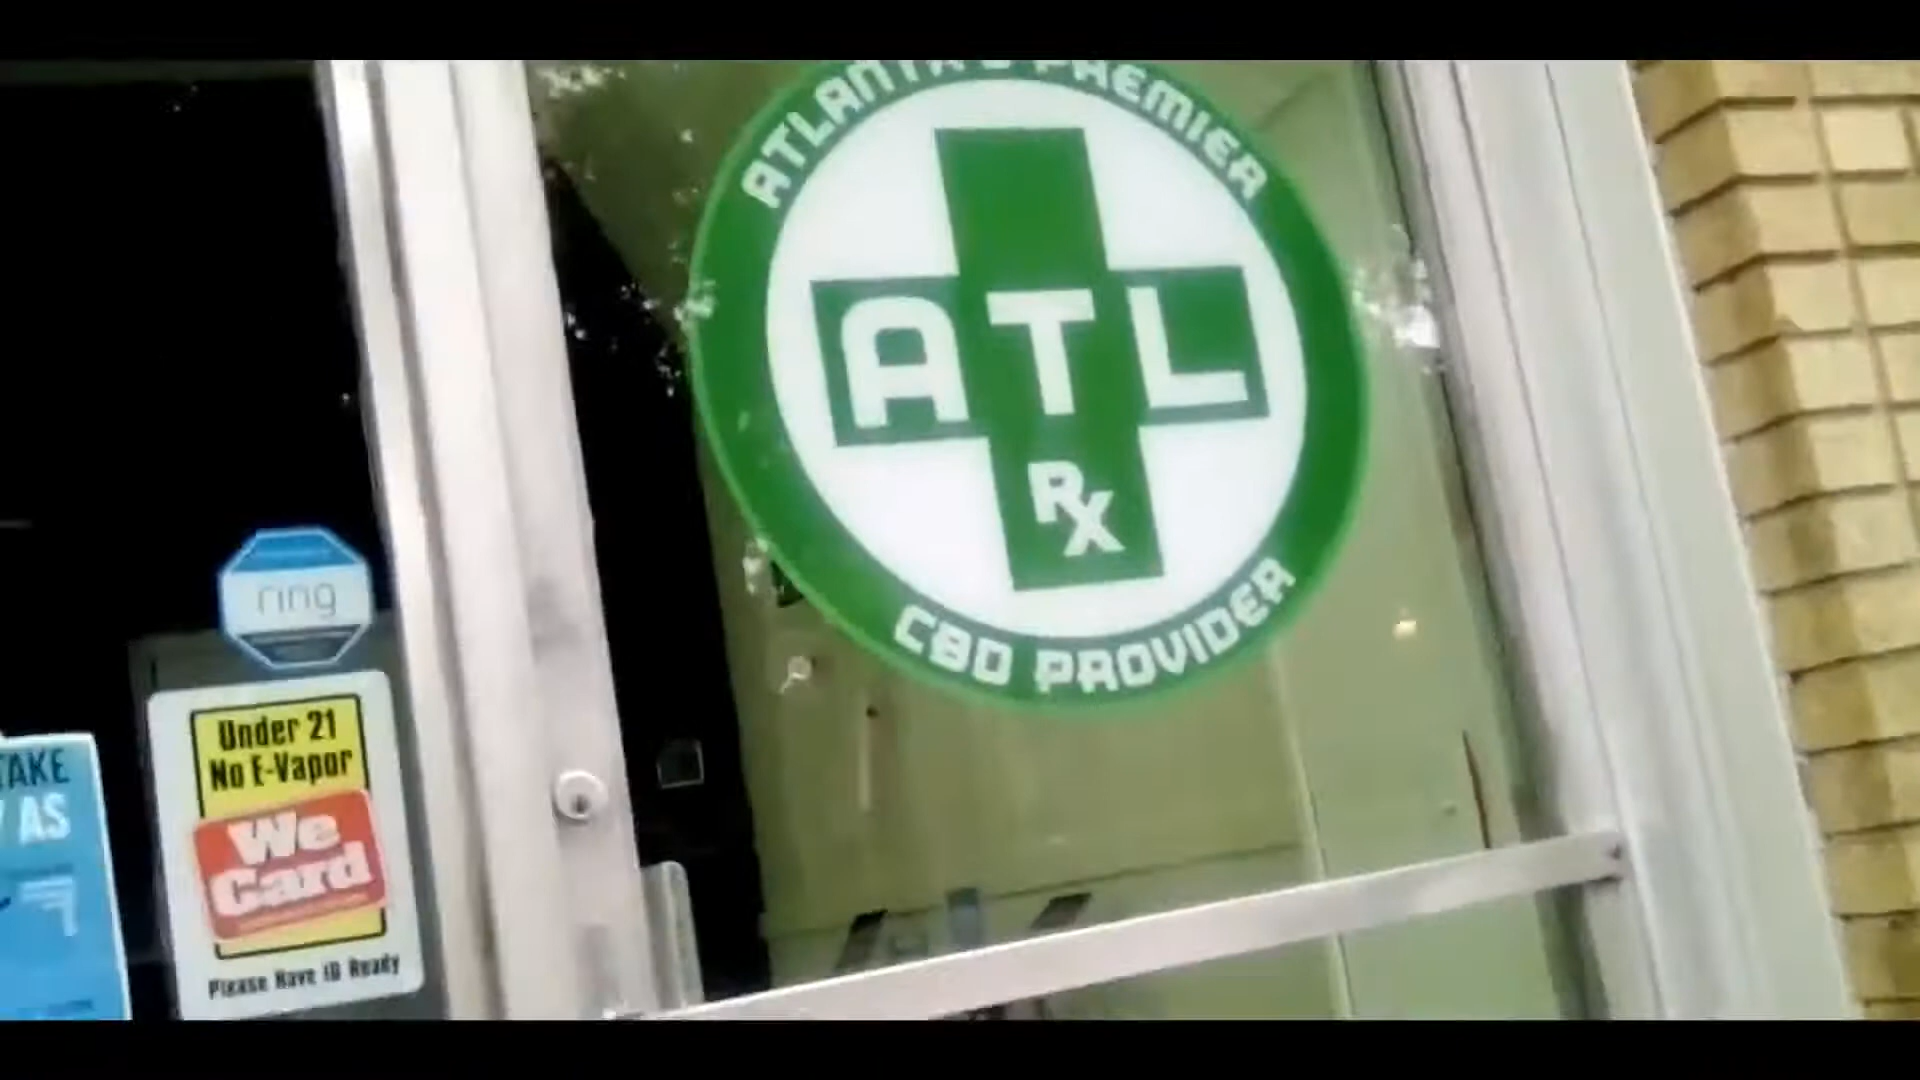 ATLANTA'S PREMIER
ATL
Rx
CBD PROVIDER
ring
Under 21
No E-Vapor
We
Card
Please Have ID Ready
TAKE
AS